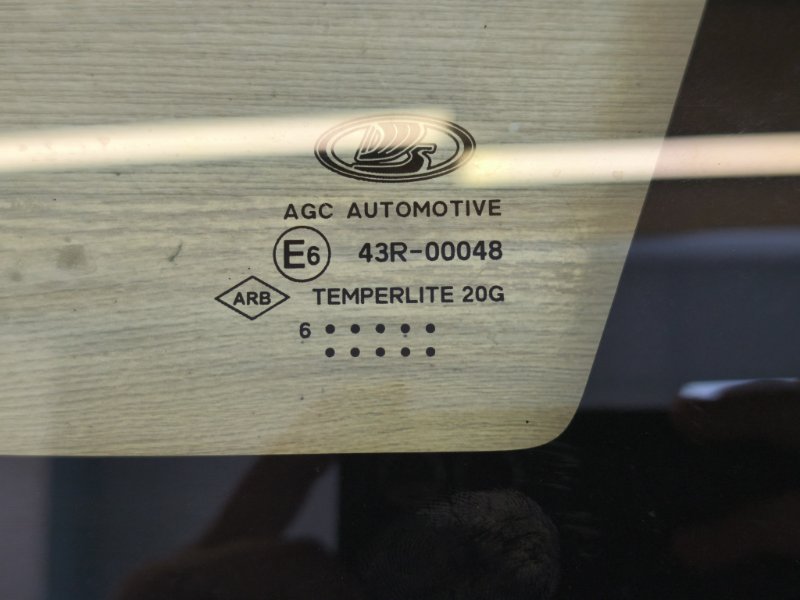 AGC AUTOMOTIVE
E6 43R-00048
ARB TEMPERLITE 20G
6 • • • • •
• • • • •